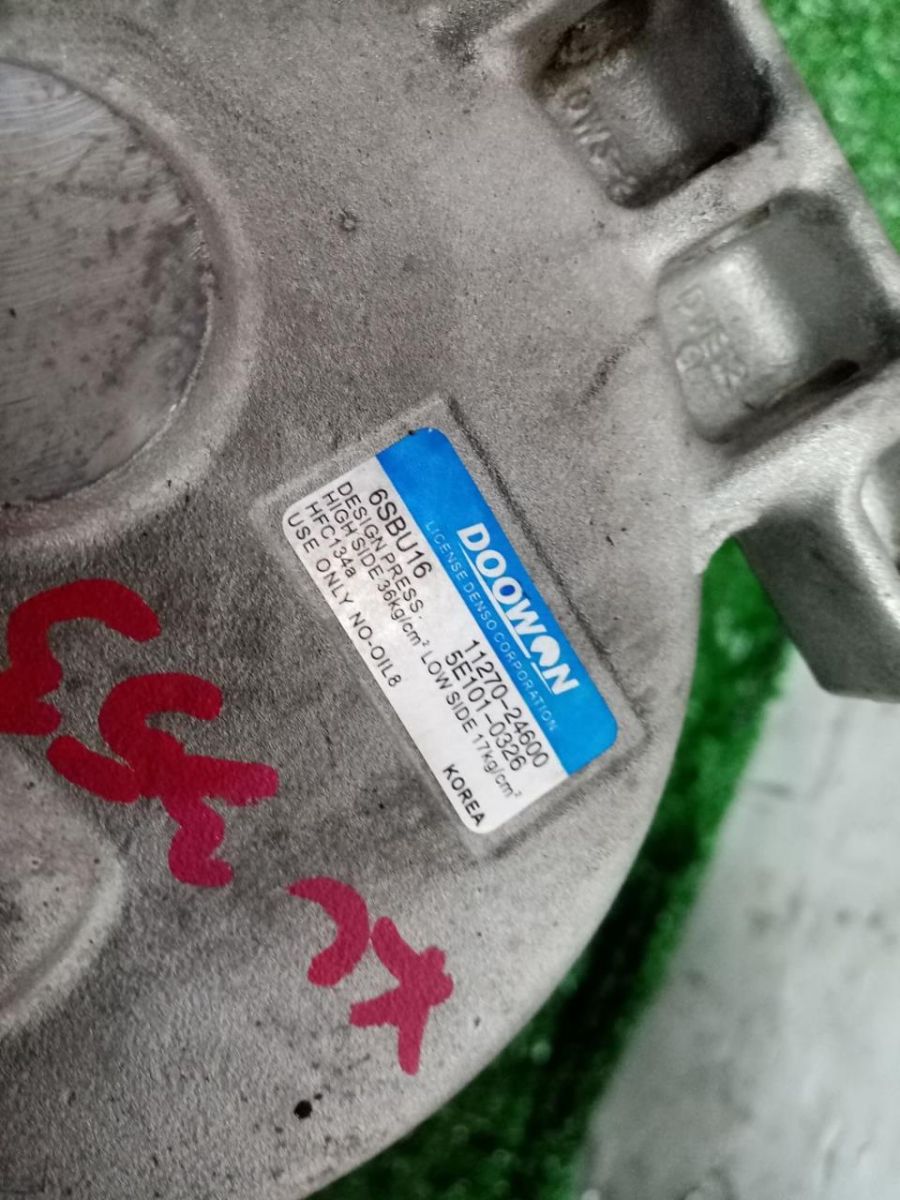 DOOWON
LICENSE DENSO CORPORATION
6SBU16 11270-24600
DESIGN PRESS. 5E101-0326
HIGH SIDE 36kg/cm² LOW SIDE 17kg/cm²
HFC134a
USE ONLY NO-OIL8 KOREA